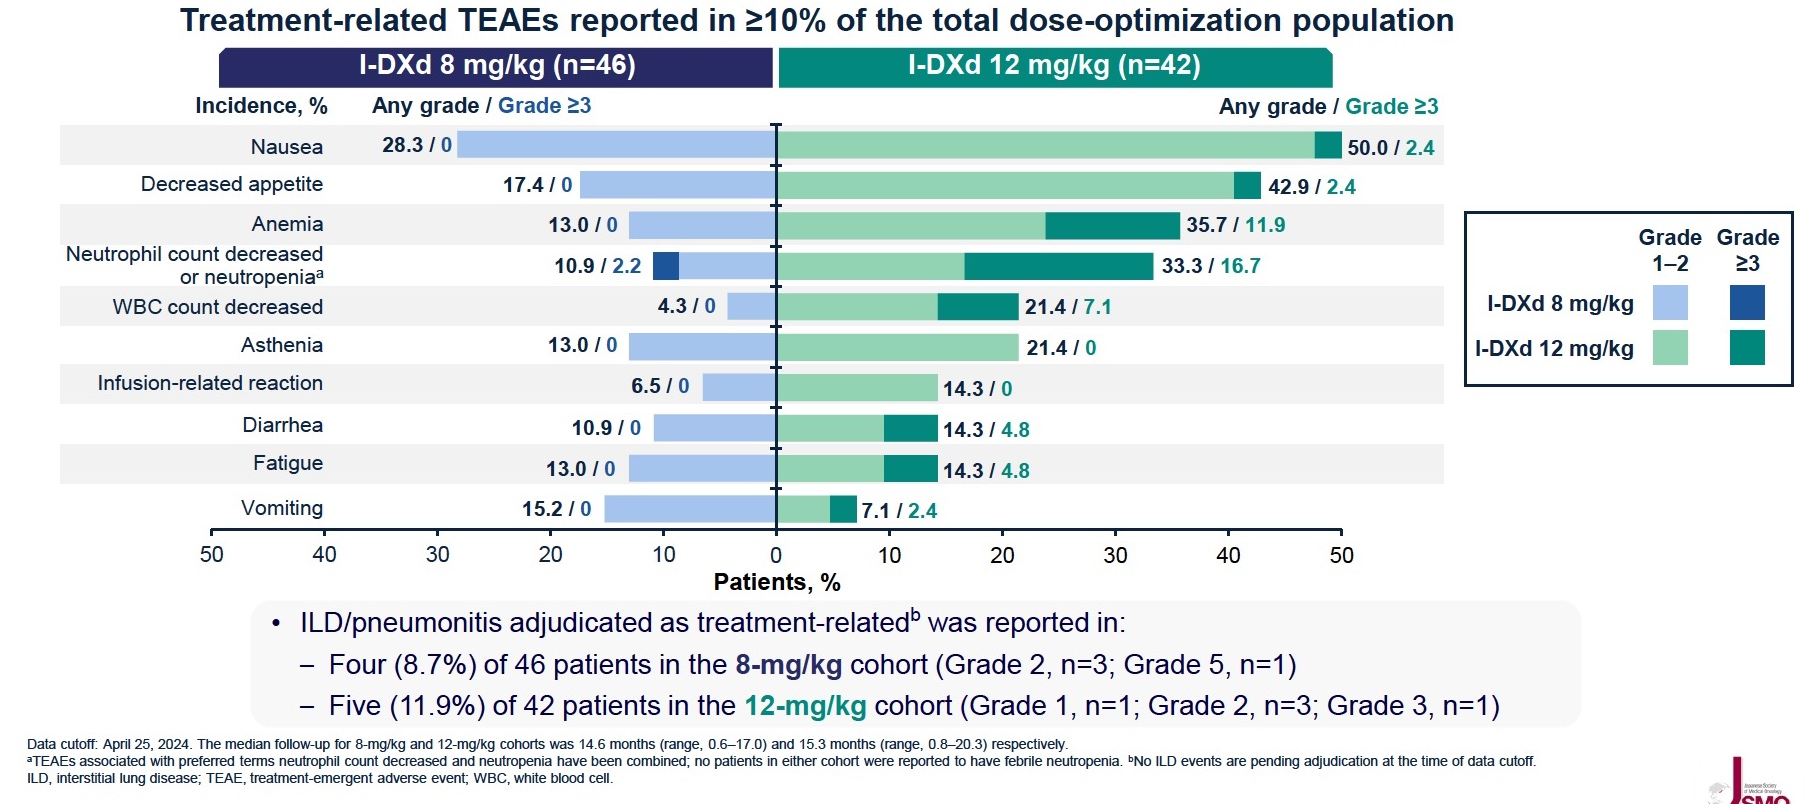 Treatment-related TEAEs reported in ≥10% of the total dose-optimization population
I-DXd 8 mg/kg (n=46) I-DXd 12 mg/kg (n=42)
Incidence, % Any grade / Grade ≥3 Any grade / Grade ≥3
Nausea 28.3 / 0 50.0 / 2.4
Decreased appetite 17.4 / 0 42.9 / 2.4
Anemia 13.0 / 0 35.7 / 11.9
Neutrophil count decreased
or neutropeniaᵃ 10.9 / 2.2 33.3 / 16.7
WBC count decreased 4.3 / 0 21.4 / 7.1
Asthenia 13.0 / 0 21.4 / 0
Infusion-related reaction 6.5 / 0 14.3 / 0
Diarrhea 10.9 / 0 14.3 / 4.8
Fatigue 13.0 / 0 14.3 / 4.8
Vomiting 15.2 / 0 7.1 / 2.4
50 40 30 20 10 0 10 20 30 40 50
Patients, %
Grade Grade
1–2 ≥3
I-DXd 8 mg/kg
I-DXd 12 mg/kg
• ILD/pneumonitis adjudicated as treatment-relatedᵇ was reported in:
– Four (8.7%) of 46 patients in the 8-mg/kg cohort (Grade 2, n=3; Grade 5, n=1)
– Five (11.9%) of 42 patients in the 12-mg/kg cohort (Grade 1, n=1; Grade 2, n=3; Grade 3, n=1)
Data cutoff: April 25, 2024. The median follow-up for 8-mg/kg and 12-mg/kg cohorts was 14.6 months (range, 0.6–17.0) and 15.3 months (range, 0.8–20.3) respectively.
ᵃTEAEs associated with preferred terms neutrophil count decreased and neutropenia have been combined; no patients in either cohort were reported to have febrile neutropenia. ᵇNo ILD events are pending adjudication at the time of data cutoff.
ILD, interstitial lung disease; TEAE, treatment-emergent adverse event; WBC, white blood cell.
Japanese Society
of Medical Oncology
JSMO